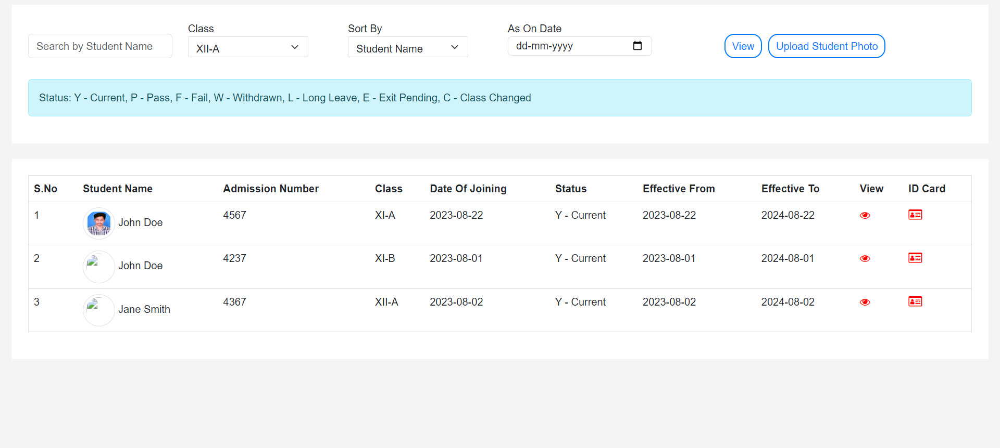 Class Sort By As On Date
Search by Student Name XII-A Student Name dd-mm-yyyy View Upload Student Photo
Status: Y - Current, P - Pass, F - Fail, W - Withdrawn, L - Long Leave, E - Exit Pending, C - Class Changed
S.No Student Name Admission Number Class Date Of Joining Status Effective From Effective To View ID Card
1 John Doe 4567 XI-A 2023-08-22 Y - Current 2023-08-22 2024-08-22
2 John Doe 4237 XI-B 2023-08-01 Y - Current 2023-08-01 2024-08-01
3 Jane Smith 4367 XII-A 2023-08-02 Y - Current 2023-08-02 2024-08-02